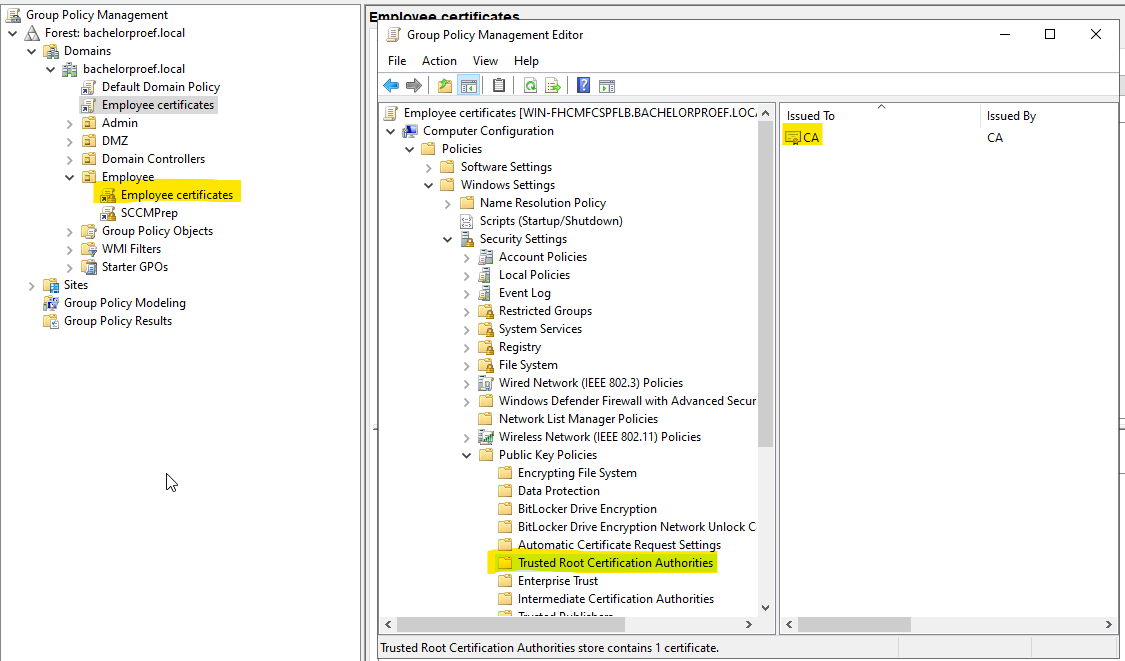 Group Policy Management
Forest: bachelorproef.local
Domains
bachelorproef.local
Default Domain Policy
Employee certificates
Admin
DMZ
Domain Controllers
Employee
Employee certificates
SCCMPrep
Group Policy Objects
WMI Filters
Starter GPOs
Sites
Group Policy Modeling
Group Policy Results
Employee certificates
Group Policy Management Editor
File Action View Help
Employee certificates [WIN-FHCMFCSPFLB.BACHELORPROEF.LOCA
Computer Configuration
Policies
Software Settings
Windows Settings
Name Resolution Policy
Scripts (Startup/Shutdown)
Security Settings
Account Policies
Local Policies
Event Log
Restricted Groups
System Services
Registry
File System
Wired Network (IEEE 802.3) Policies
Windows Defender Firewall with Advanced Secur
Network List Manager Policies
Wireless Network (IEEE 802.11) Policies
Public Key Policies
Encrypting File System
Data Protection
BitLocker Drive Encryption
BitLocker Drive Encryption Network Unlock C
Automatic Certificate Request Settings
Trusted Root Certification Authorities
Enterprise Trust
Intermediate Certification Authorities
Trusted Publishers
Issued To Issued By
CA CA
Trusted Root Certification Authorities store contains 1 certificate.